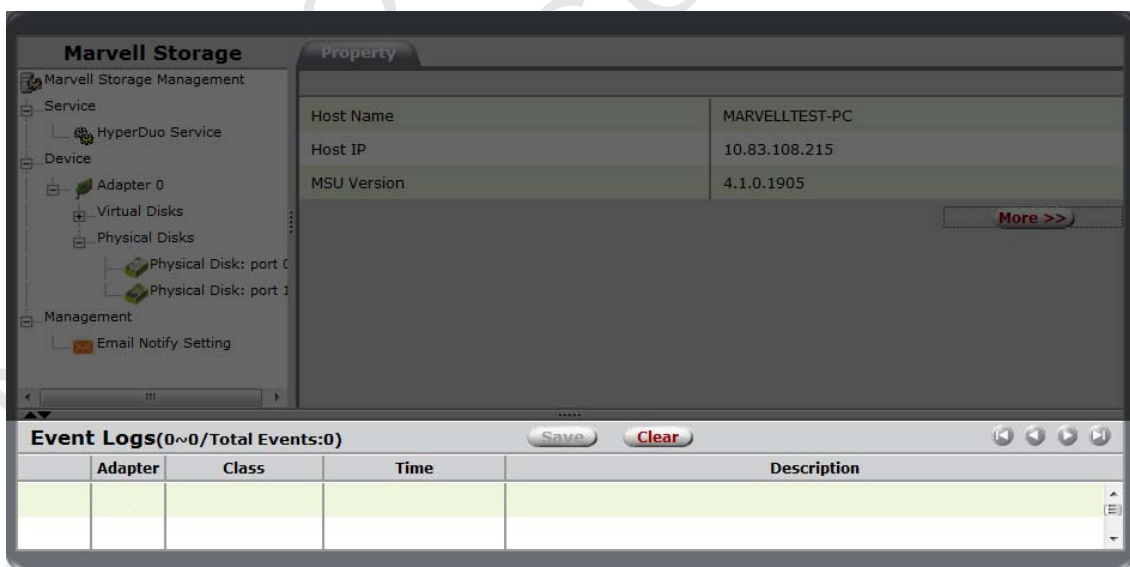 Marvell Storage
Property
Marvell Storage Management
Service
HyperDuo Service
Device
Adapter 0
Virtual Disks
Physical Disks
Physical Disk: port 0
Physical Disk: port 1
Management
Email Notify Setting
Host Name MARVELLTEST-PC
Host IP 10.83.108.215
MSU Version 4.1.0.1905
More >>
Event Logs(0~0/Total Events:0) Save Clear
Adapter Class Time Description